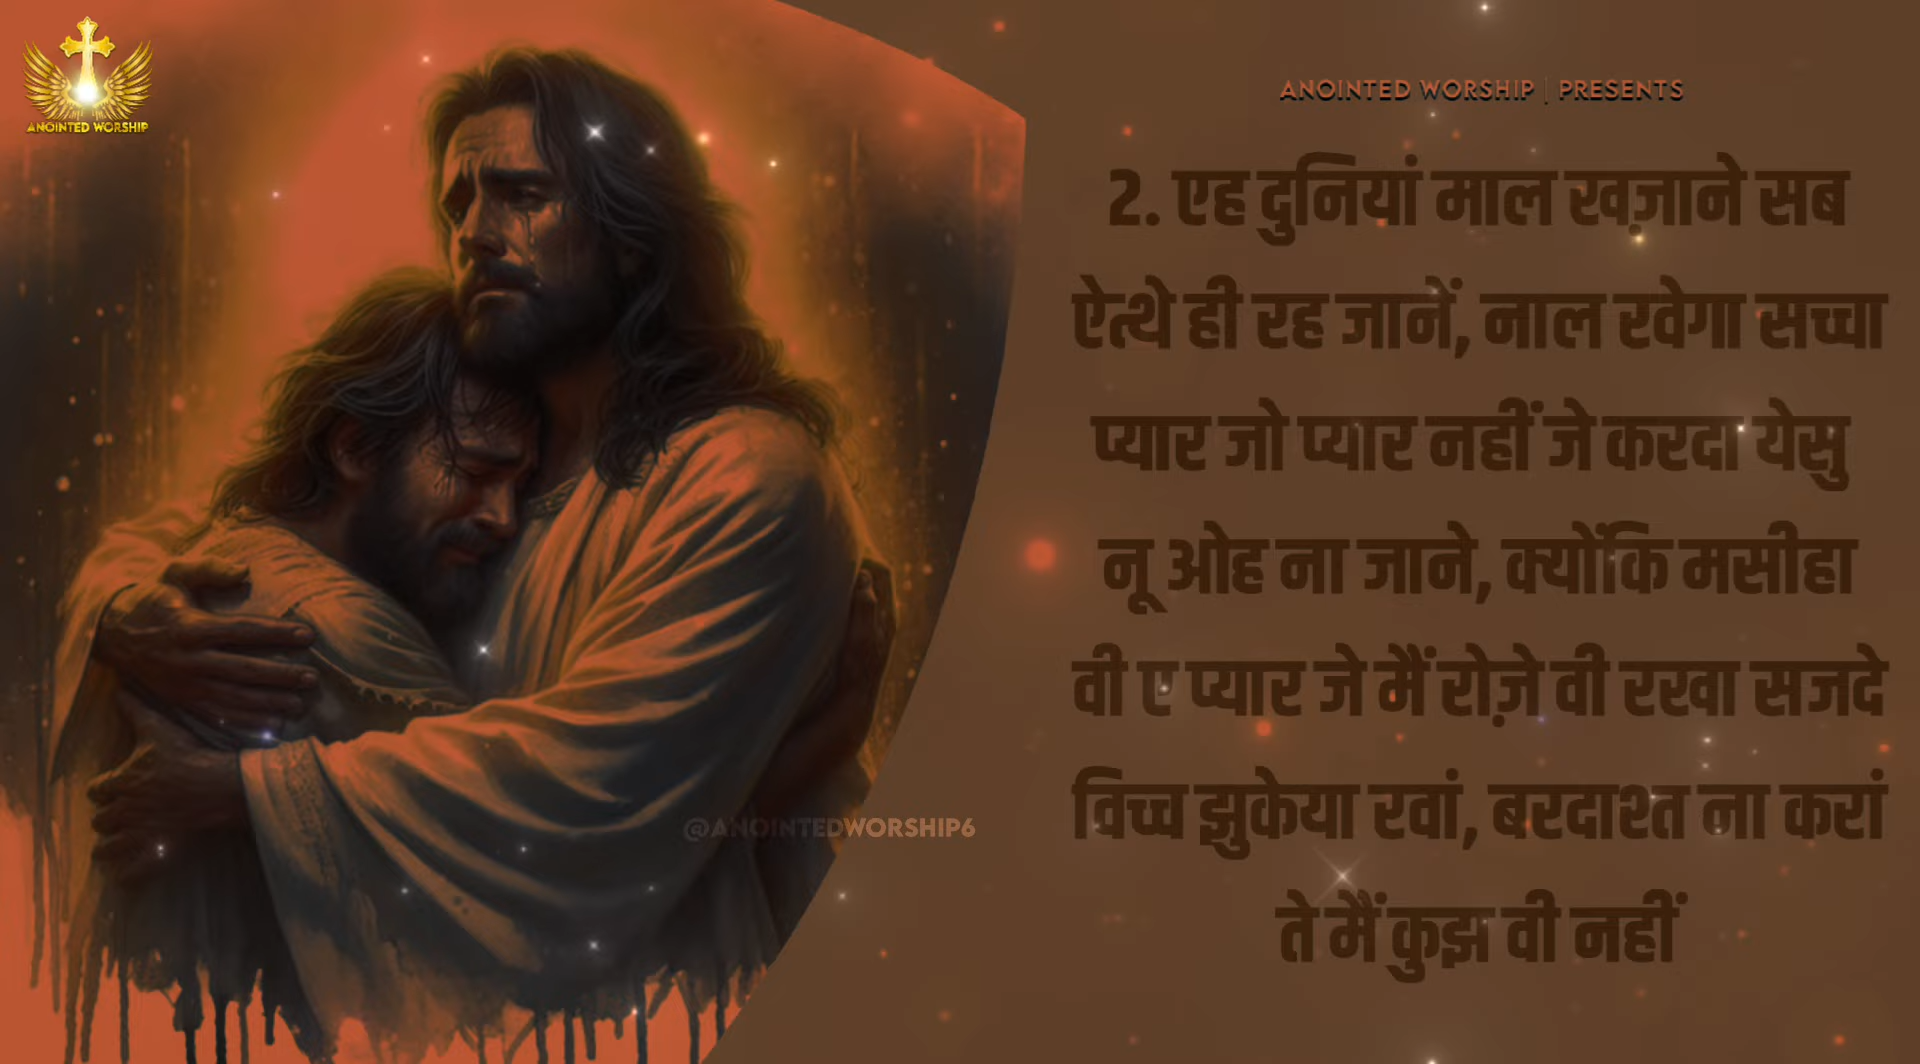 ANOINTED WORSHIP
ANOINTED WORSHIP | PRESENTS
2. एह दुनियां माल खज़ाने सब
ऐत्थे ही रह जानें, नाल रवेगा सच्चा
प्यार जो प्यार नहीं जे करदा येसु
नू ओह ना जाने, क्योंकि मसीहा
वी ए प्यार जे मैं रोज़े वी रखा सजदे
विच्च झुकेया रवां, बरदाश्त ना करां
ते मैं कुझ वी नहीं
@ANOINTEDWORSHIP6